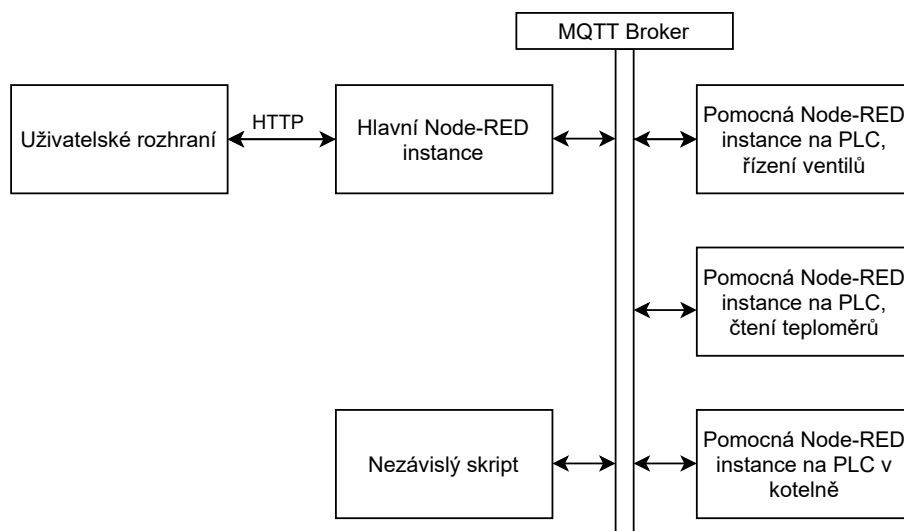 MQTT Broker
Uživatelské rozhraní
HTTP
Hlavní Node-RED
instance
Pomocná Node-RED
instance na PLC,
řízení ventilů
Pomocná Node-RED
instance na PLC,
čtení teploměrů
Nezávislý skript
Pomocná Node-RED
instance na PLC v
kotelně